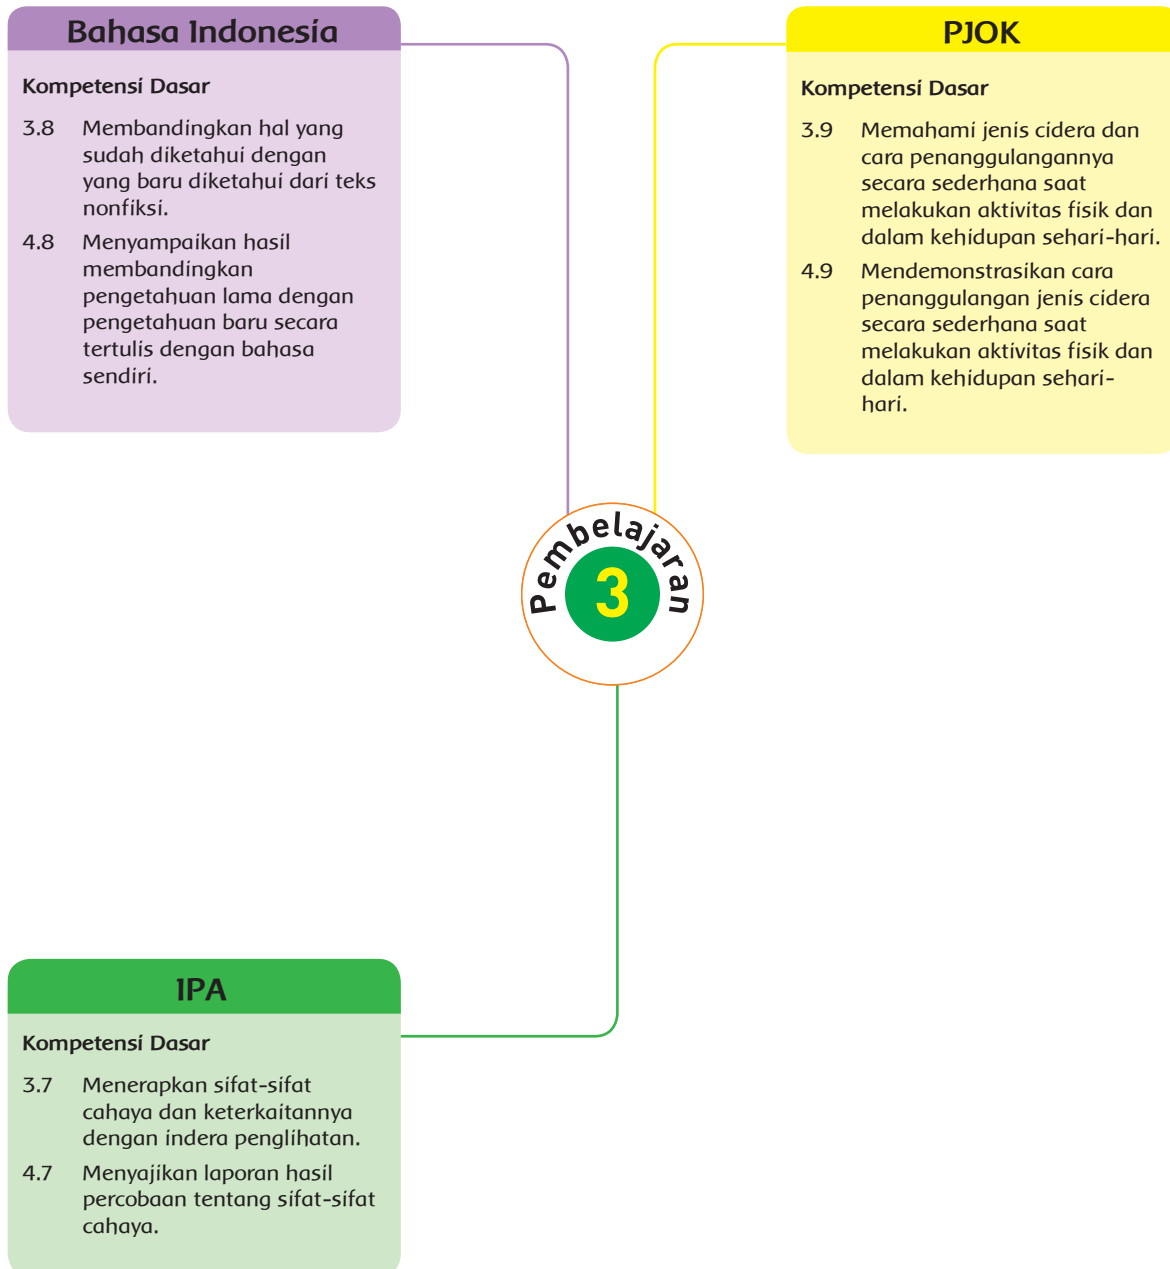 Bahasa Indonesia
Kompetensi Dasar
3.8 Membandingkan hal yang
sudah diketahui dengan
yang baru diketahui dari teks
nonfiksi.
4.8 Menyampaikan hasil
membandingkan
pengetahuan lama dengan
pengetahuan baru secara
tertulis dengan bahasa
sendiri.
PJOK
Kompetensi Dasar
3.9 Memahami jenis cidera dan
cara penanggulangannya
secara sederhana saat
melakukan aktivitas fisik dan
dalam kehidupan sehari-hari.
4.9 Mendemonstrasikan cara
penanggulangan jenis cidera
secara sederhana saat
melakukan aktivitas fisik dan
dalam kehidupan sehari-
hari.
Pembelajaran
3
IPA
Kompetensi Dasar
3.7 Menerapkan sifat-sifat
cahaya dan keterkaitannya
dengan indera penglihatan.
4.7 Menyajikan laporan hasil
percobaan tentang sifat-sifat
cahaya.